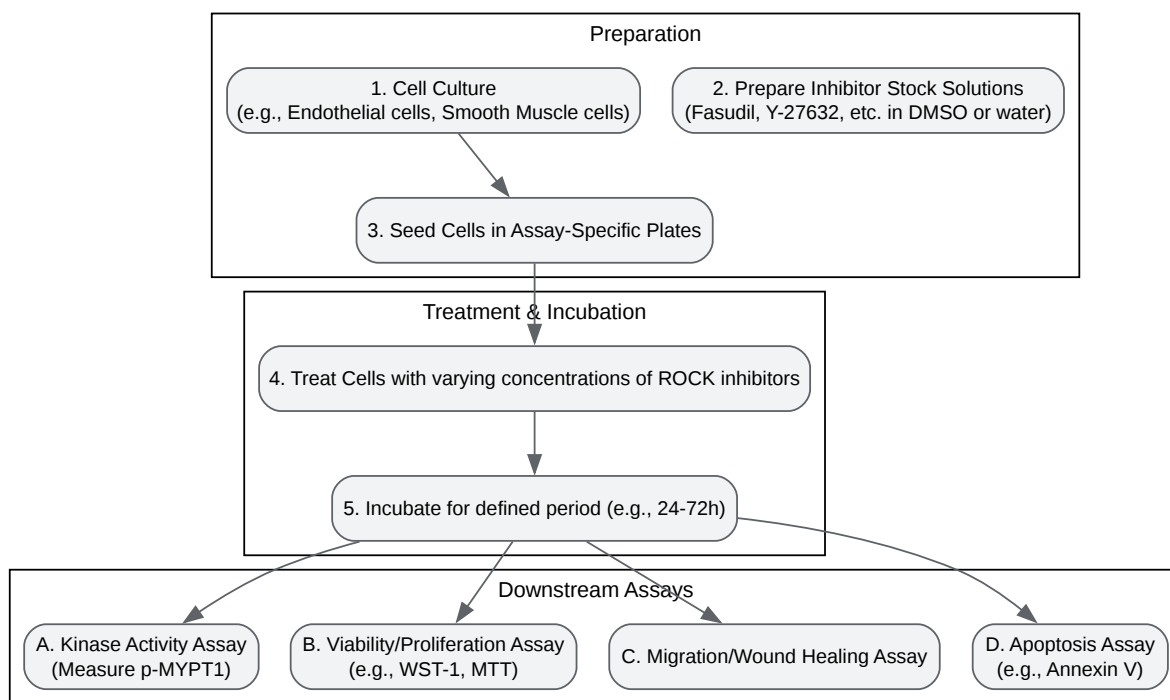 Preparation
1. Cell Culture
(e.g., Endothelial cells, Smooth Muscle cells)
2. Prepare Inhibitor Stock Solutions
(Fasudil, Y-27632, etc. in DMSO or water)
3. Seed Cells in Assay-Specific Plates
Treatment & Incubation
4. Treat Cells with varying concentrations of ROCK inhibitors
5. Incubate for defined period (e.g., 24-72h)
Downstream Assays
A. Kinase Activity Assay
(Measure p-MYPT1)
B. Viability/Proliferation Assay
(e.g., WST-1, MTT)
C. Migration/Wound Healing Assay
D. Apoptosis Assay
(e.g., Annexin V)